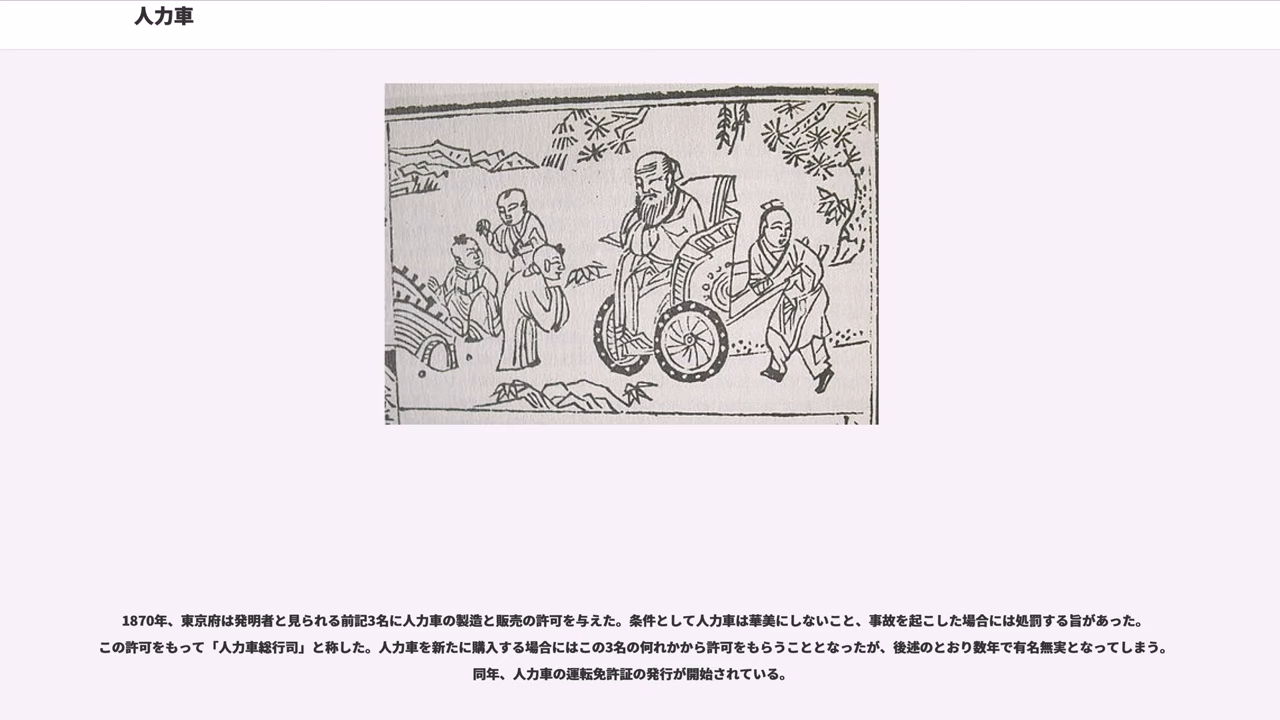 人力車
1870年、東京府は発明者と見られる前記3名に人力車の製造と販売の許可を与えた。条件として人力車は華美にしないこと、事故を起こした場合には処罰する旨があった。
この許可をもって「人力車総行司」と称した。人力車を新たに購入する場合にはこの3名の何れかから許可をもらうこととなったが、後述のとおり数年で有名無実となってしまう。
同年、人力車の運転免許証の発行が開始されている。